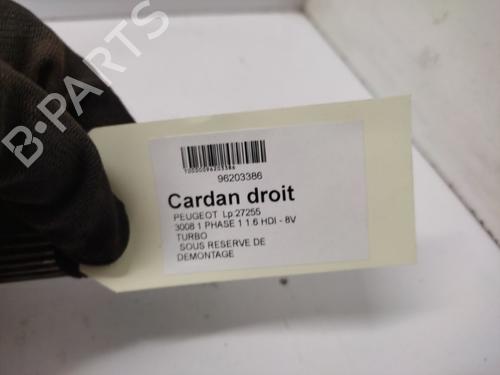 B-PARTS
10000096203386
96203386
Cardan droit
PEUGEOT Lp.27255
3008 1 PHASE 1 1.6 HDI - 8V
TURBO
SOUS RESERVE DE
DEMONTAGE